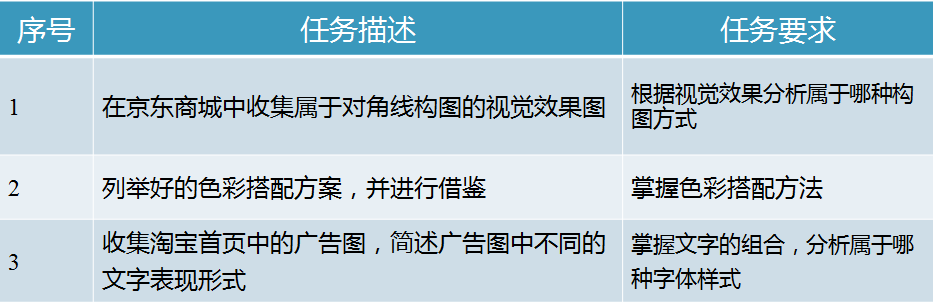 序号 任务描述 任务要求
1 在京东商城中收集属于对角线构图的视觉效果图 根据视觉效果分析属于哪种构
图方式
2 列举好的色彩搭配方案，并进行借鉴 掌握色彩搭配方法
3 收集淘宝首页中的广告图，简述广告图中不同的
文字表现形式 掌握文字的组合，分析属于哪
种字体样式